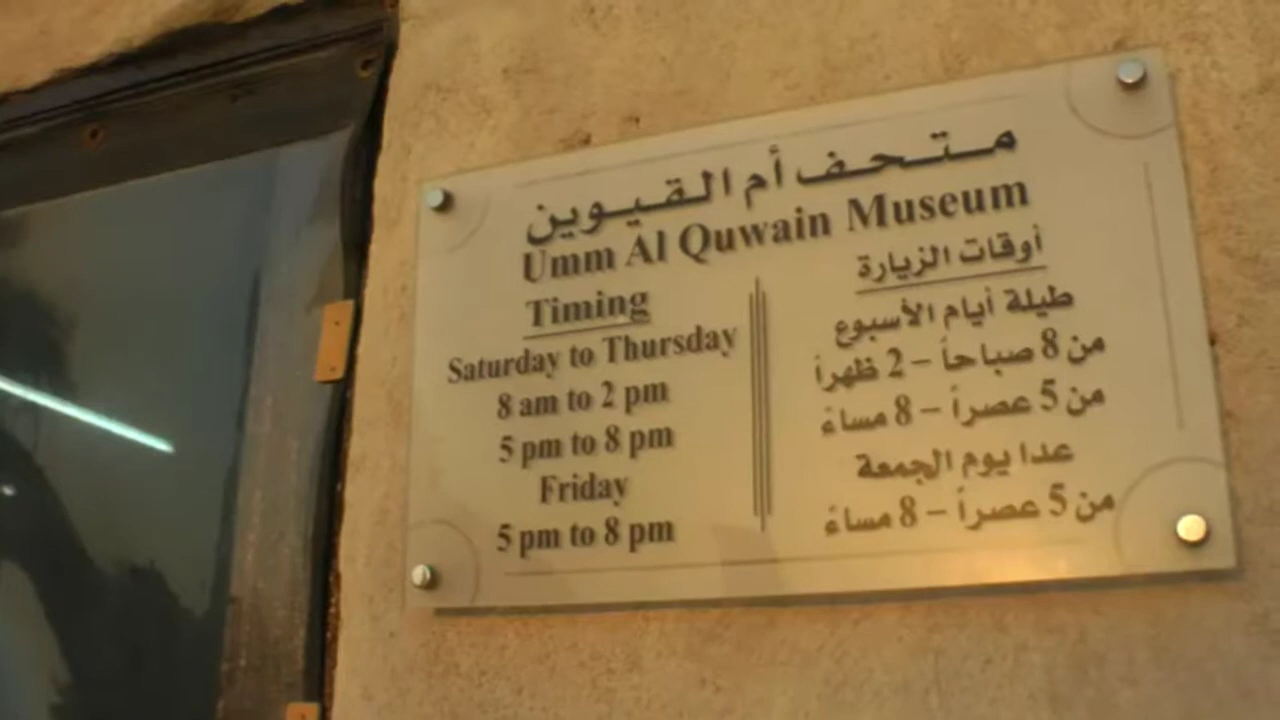 متحف أم القيوين
Umm Al Quwain Museum
Timing
Saturday to Thursday
8 am to 2 pm
5 pm to 8 pm
Friday
5 pm to 8 pm
أوقات الزيارة
طيلة أيام الأسبوع
من 8 صباحاً – 2 ظهراً
من 5 عصراً – 8 مساءً
عدا يوم الجمعة
من 5 عصراً – 8 مساءً